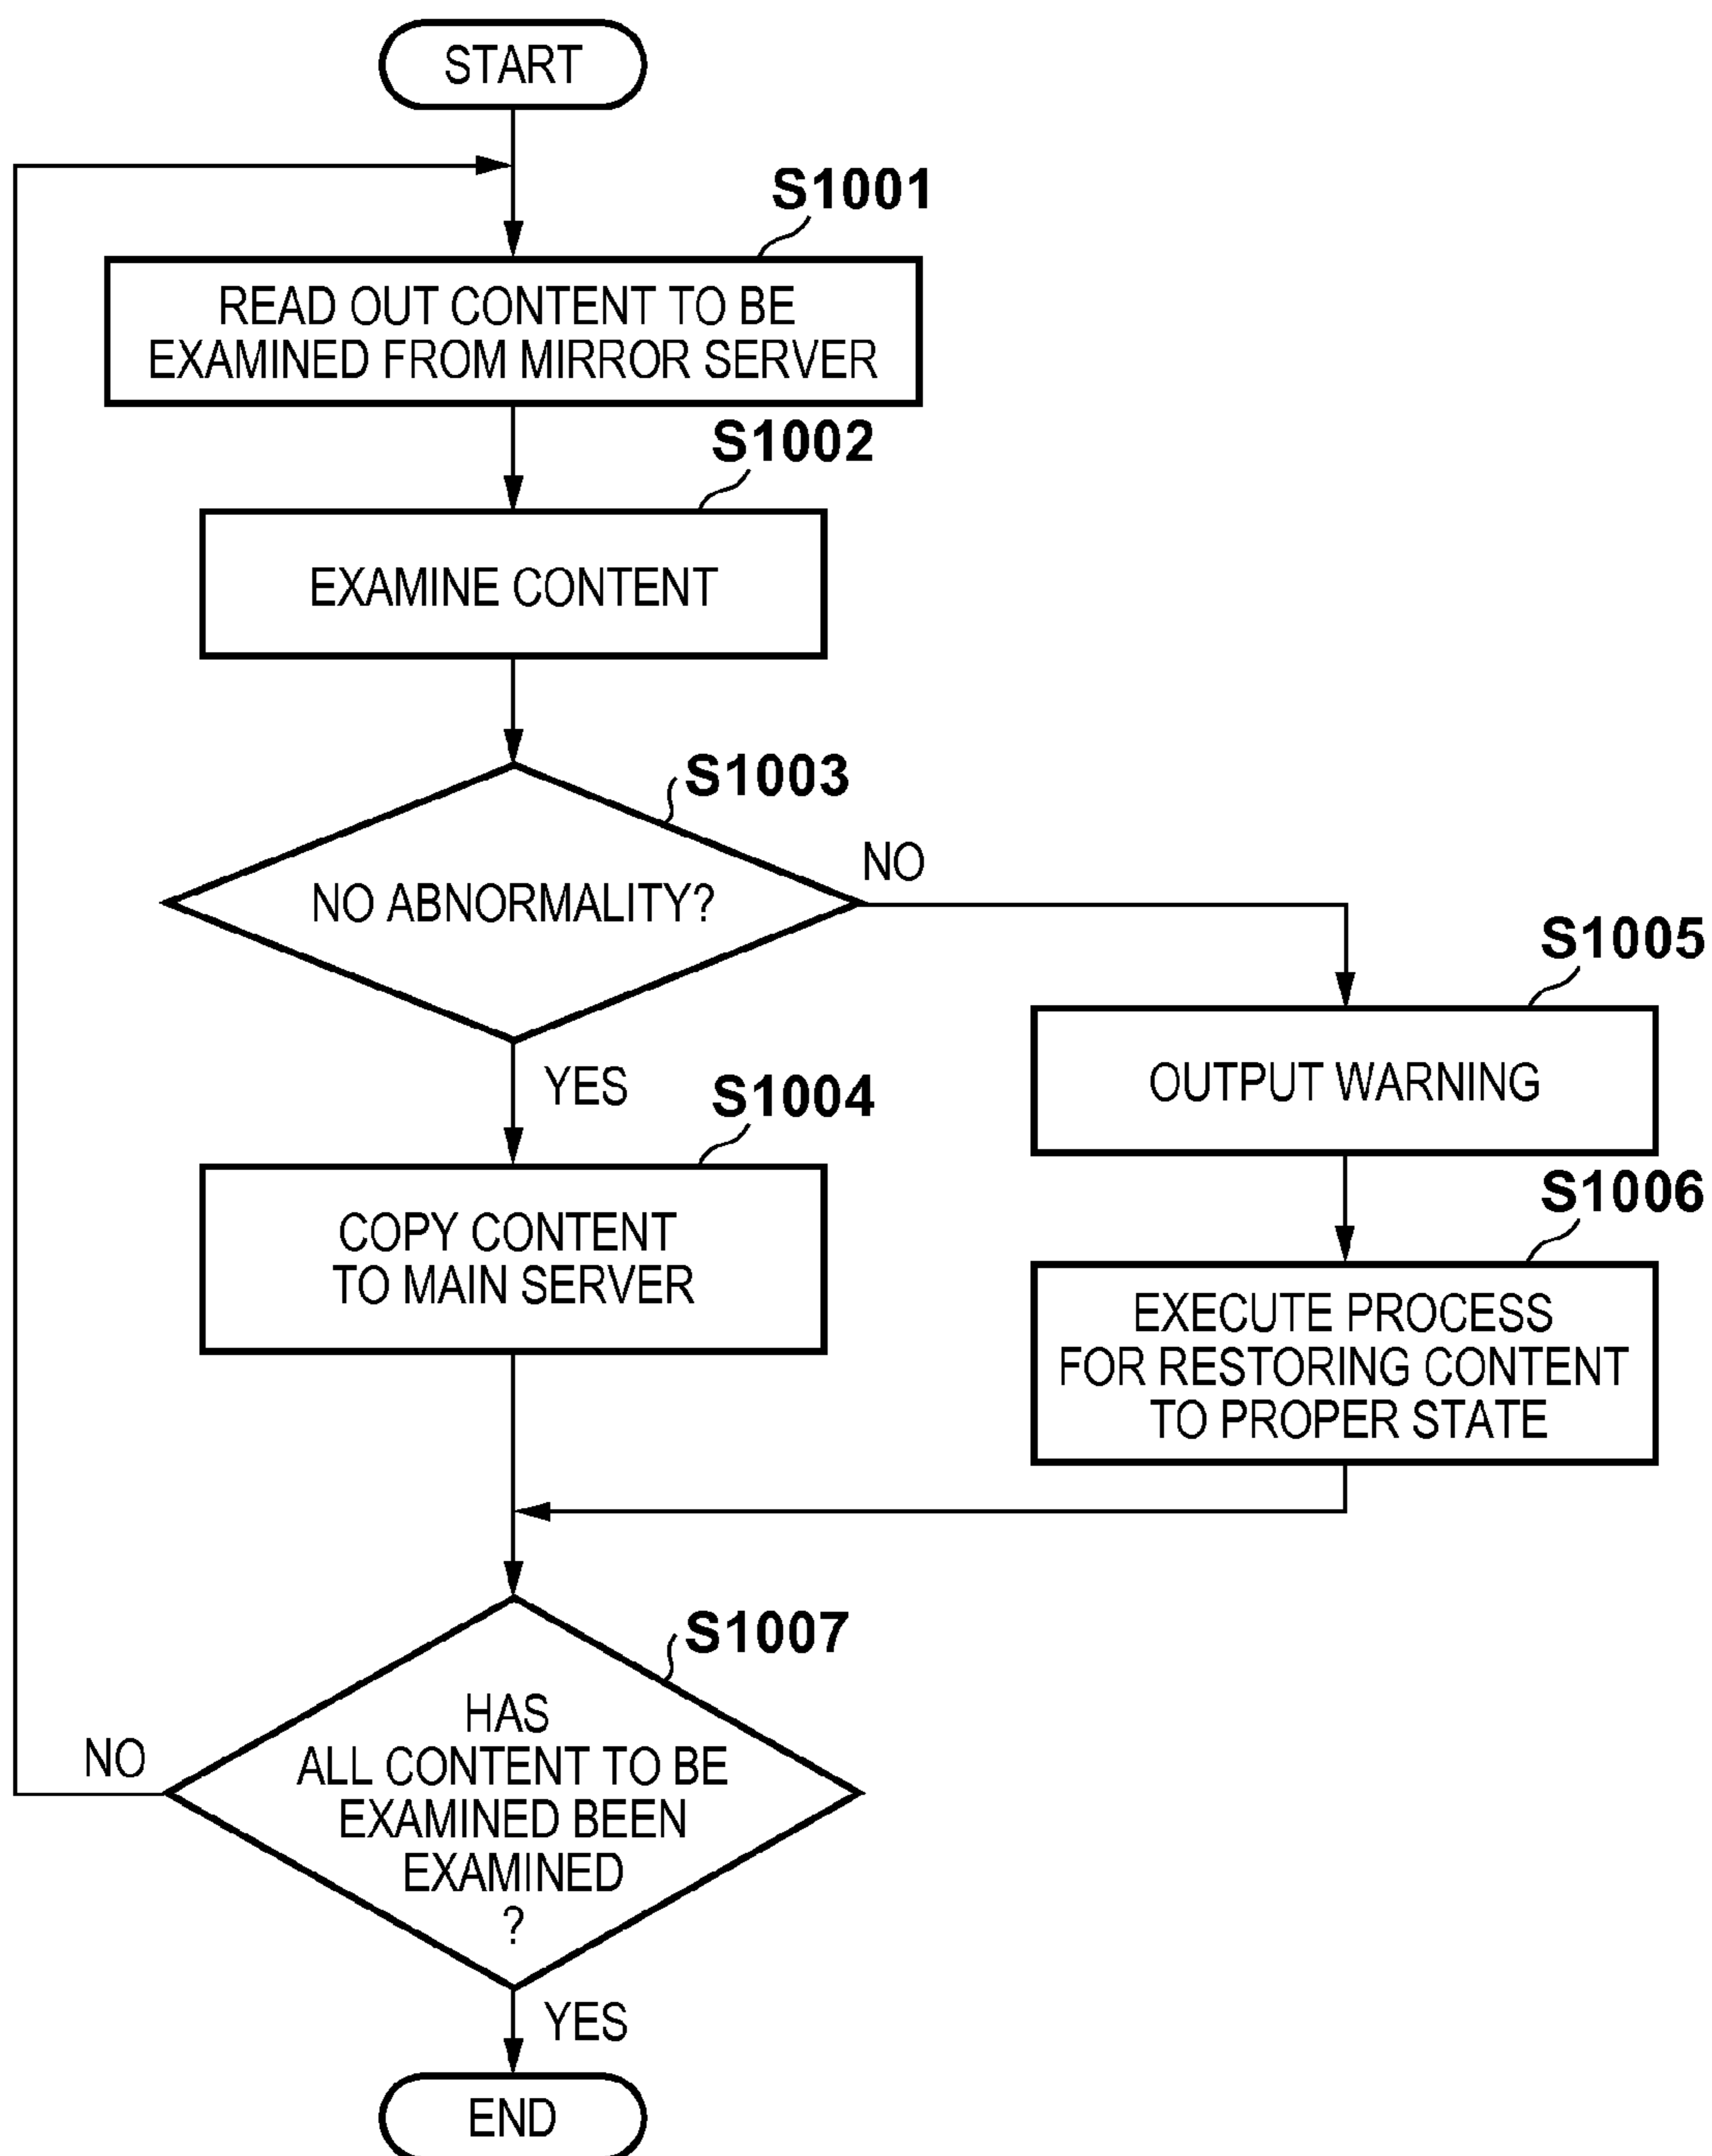 START
S1001
READ OUT CONTENT TO BE
EXAMINED FROM MIRROR SERVER
S1002
EXAMINE CONTENT
S1003
NO ABNORMALITY?
NO
YES
S1004
COPY CONTENT
TO MAIN SERVER
S1005
OUTPUT WARNING
S1006
EXECUTE PROCESS
FOR RESTORING CONTENT
TO PROPER STATE
S1007
HAS
ALL CONTENT TO BE
EXAMINED BEEN
EXAMINED
?
NO
YES
END